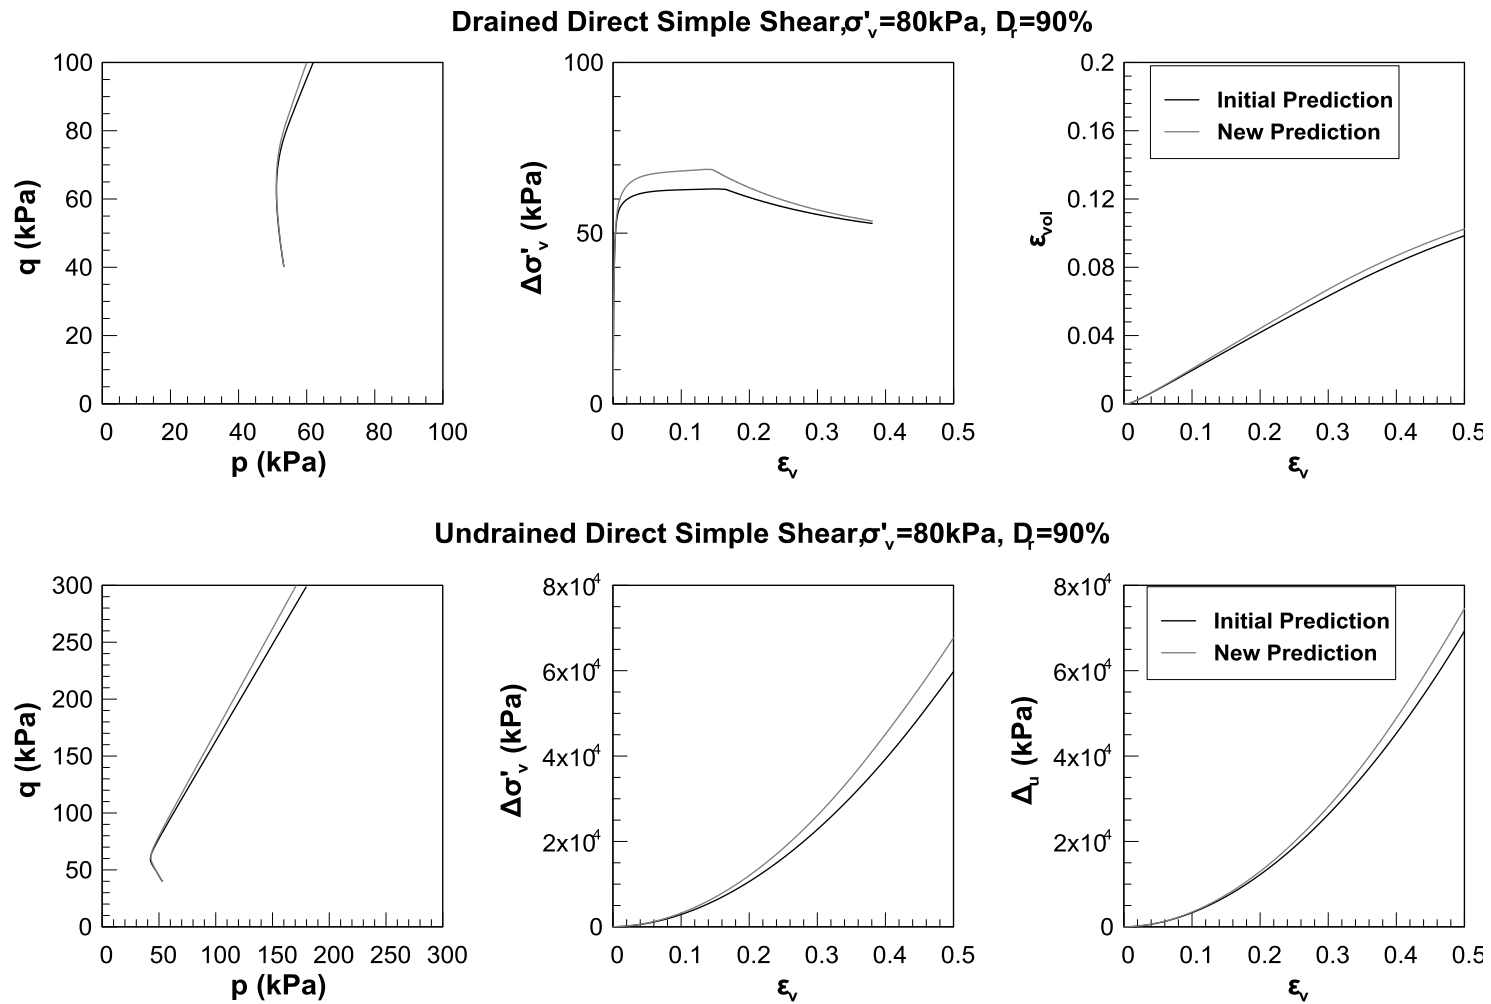 Drained Direct Simple Shear,σ'v=80kPa, Dr=90%
100
80
60
40
20
0
q (kPa)
0 20 40 60 80 100
p (kPa)
100
50
0
Δσ'v (kPa)
0 0.1 0.2 0.3 0.4 0.5
εv
0.2
0.16
0.12
0.08
0.04
0
εvol
Initial Prediction
New Prediction
0 0.1 0.2 0.3 0.4 0.5
εv
Undrained Direct Simple Shear,σ'v=80kPa, Dr=90%
300
250
200
150
100
50
0
q (kPa)
0 50 100 150 200 250 300
p (kPa)
8x10⁴
6x10⁴
4x10⁴
2x10⁴
0
Δσ'v (kPa)
0 0.1 0.2 0.3 0.4 0.5
εv
8x10⁴
6x10⁴
4x10⁴
2x10⁴
0
Δu (kPa)
Initial Prediction
New Prediction
0 0.1 0.2 0.3 0.4 0.5
εv